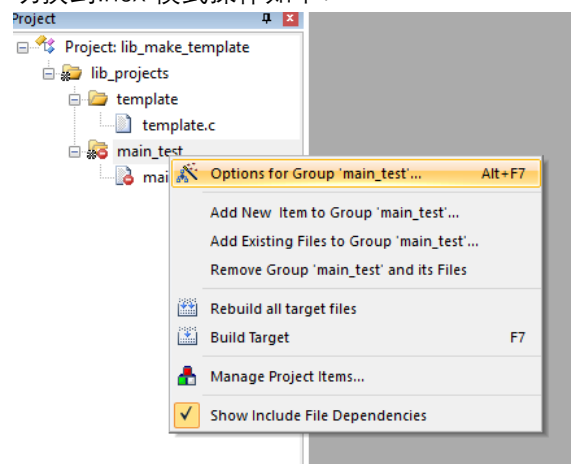 Project
Project: lib_make_template
lib_projects
template
template.c
main_test
mai
Options for Group 'main_test'... Alt+F7
Add New Item to Group 'main_test'...
Add Existing Files to Group 'main_test'...
Remove Group 'main_test' and its Files
Rebuild all target files
Build Target F7
Manage Project Items...
Show Include File Dependencies